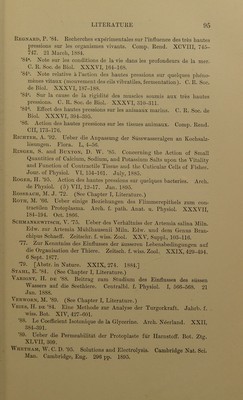 LITERATURE 95
REGNARD, P. '84. Recherches expérimentales sur l'influence des très hautes
pressions sur les organismes vivants. Comp. Rend. XCVIII, 745–
747. 21 March, 1884.
'84a. Note sur les conditions de la vie dans les profondeurs de la mer.
C. R. Soc. de Biol. XXXVI, 164–168.
'84b. Note relative à l'action des hautes pressions sur quelques phéno-
mènes vitaux (mouvement des cils vibratiles, fermentation). C. R. Soc.
de Biol. XXXVI, 187–188.
'84c. Sur la cause de la rigidité des muscles soumis aux très hautes
pressions. C. R. Soc. de Biol. XXXVI, 310–311.
'84d. Effect des hautes pressions sur les animaux marins. C. R. Soc. de
Biol. XXXVI, 394–395.
'86. Action des hautes pressions sur les tissus animaux. Comp. Rend.
CII, 173–176.
RICHTER, A. '92. Ueber die Anpassung der Süsswasseralgen an Kochsalz-
lösungen. Flora. L, 4–56.
RINGER, S. and BUXTON, D. W. '85. Concerning the Action of Small
Quantities of Calcium, Sodium, and Potassium Salts upon the Vitality
and Function of Contractile Tissue and the Cuticular Cells of Fishes.
Jour. of Physiol. VI, 154–161. July, 1885.
ROGER, H. '95. Action des hautes pressions sur quelques bactéries. Arch.
de Physiol. (5) VII, 12–17. Jan. 1895.
ROSSBACH, M. J. '72. (See Chapter I, Literature.)
ROTH, M. '66. Ueber einige Beziehungen des Flimmerepithels zum con-
tractilen Protoplasma. Arch. f. path. Anat. u. Physiol. XXXVI,
184–194. Oct. 1866.
SCHMANKEWITSCH, V. '75. Ueber das Verhältniss der Artemia salina Miln.
Edw. zur Artemia Mühlhausenii Miln. Edw. und dem Genus Bran-
chipus Schaeff. Zeitschr. f. wiss. Zool. XXV, Suppl., 103–116.
'77. Zur Kenntniss des Einflusses der äusseren Lebensbedingungen auf
die Organisation der Thiere. Zeitsch. f. wiss. Zool. XXIX, 429–494.
6 Sept. 1877.
'79. [Abstr. in Nature. XXIX, 274. 1884.]
STAHL, E. '84. (See Chapter I, Literature.)
VARIGNY, H. DE '88. Beitrag zum Studium des Einflusses des süssen
Wassers auf die Seethiere. Centralbl. f. Physiol. I, 566–568. 21
Jan. 1888.
VERWORN, M. '89. (See Chapter I, Literature.)
VRIES, H. DE '84. Eine Methode zur Analyse der Turgorkraft. Jahrb. f.
wiss. Bot. XIV, 427–601.
'88. Le Coefficient Isotonique de la Glycerine. Arch. Néerland. XXII,
384–391.
'89. Ueber die Permeabilität der Protoplaste für Harnstoff. Bot. Ztg.
XLVII, 309.
WHETHAM, W. C. D. '95. Solutions and Electrolysis. Cambridge Nat. Sci.
Man. Cambridge, Eng. 296 pp. 1895.